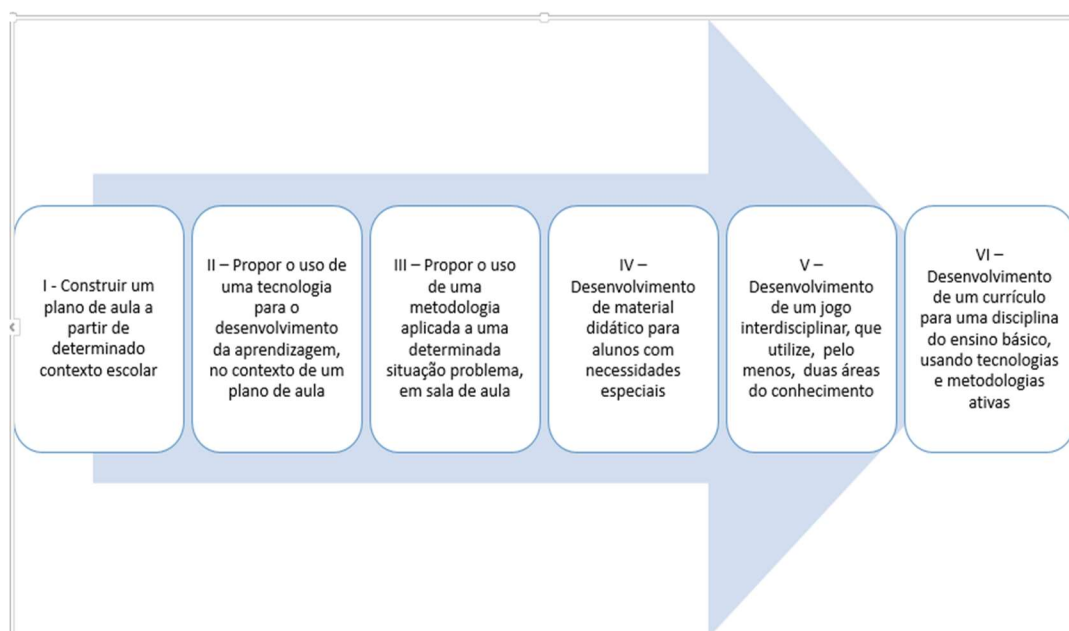 I - Construir um
plano de aula a
partir de
determinado
contexto escolar
II – Propor o uso de
uma tecnologia
para o
desenvolvimento
da aprendizagem,
no contexto de um
plano de aula
III – Propor o uso
de uma
metodologia
aplicada a uma
determinada
situação problema,
em sala de aula
IV –
Desenvolvimento
de material
didático para
alunos com
necessidades
especiais
V –
Desenvolvimento
de um jogo
interdisciplinar, que
utilize, pelo
menos, duas áreas
do conhecimento
VI –
Desenvolvimento
de um currículo
para uma disciplina
do ensino básico,
usando tecnologias
e metodologias
ativas